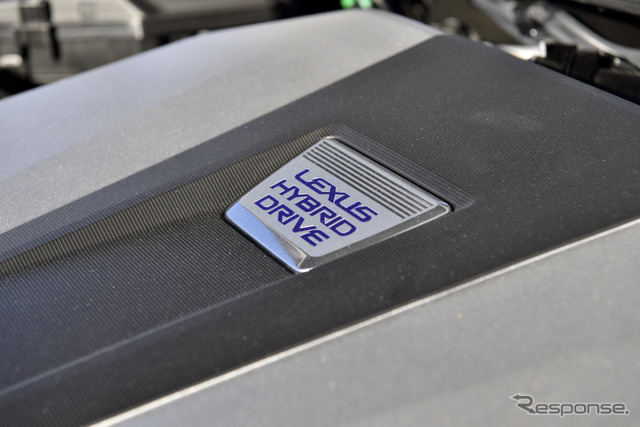 LEXUS
HYBRID
DRIVE
Response.